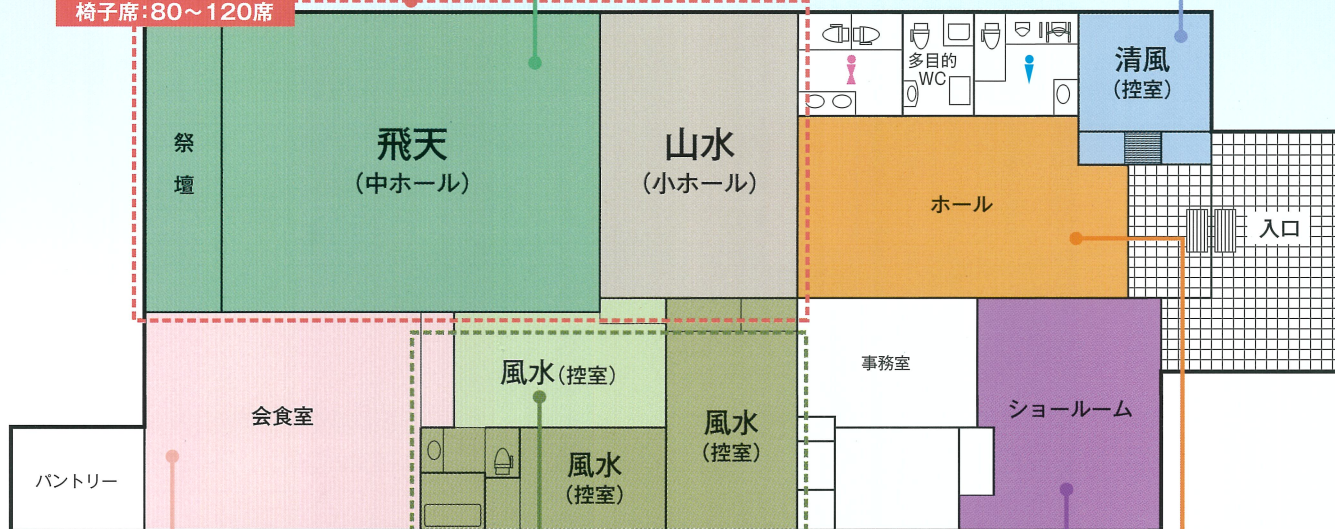 椅子席：80〜120席
祭壇
飛天
（中ホール）
山水
（小ホール）
多目的
WC
清風
（控室）
ホール
入口
会食室
風水（控室）
風水
（控室）
風水
（控室）
事務室
ショールーム
パントリー